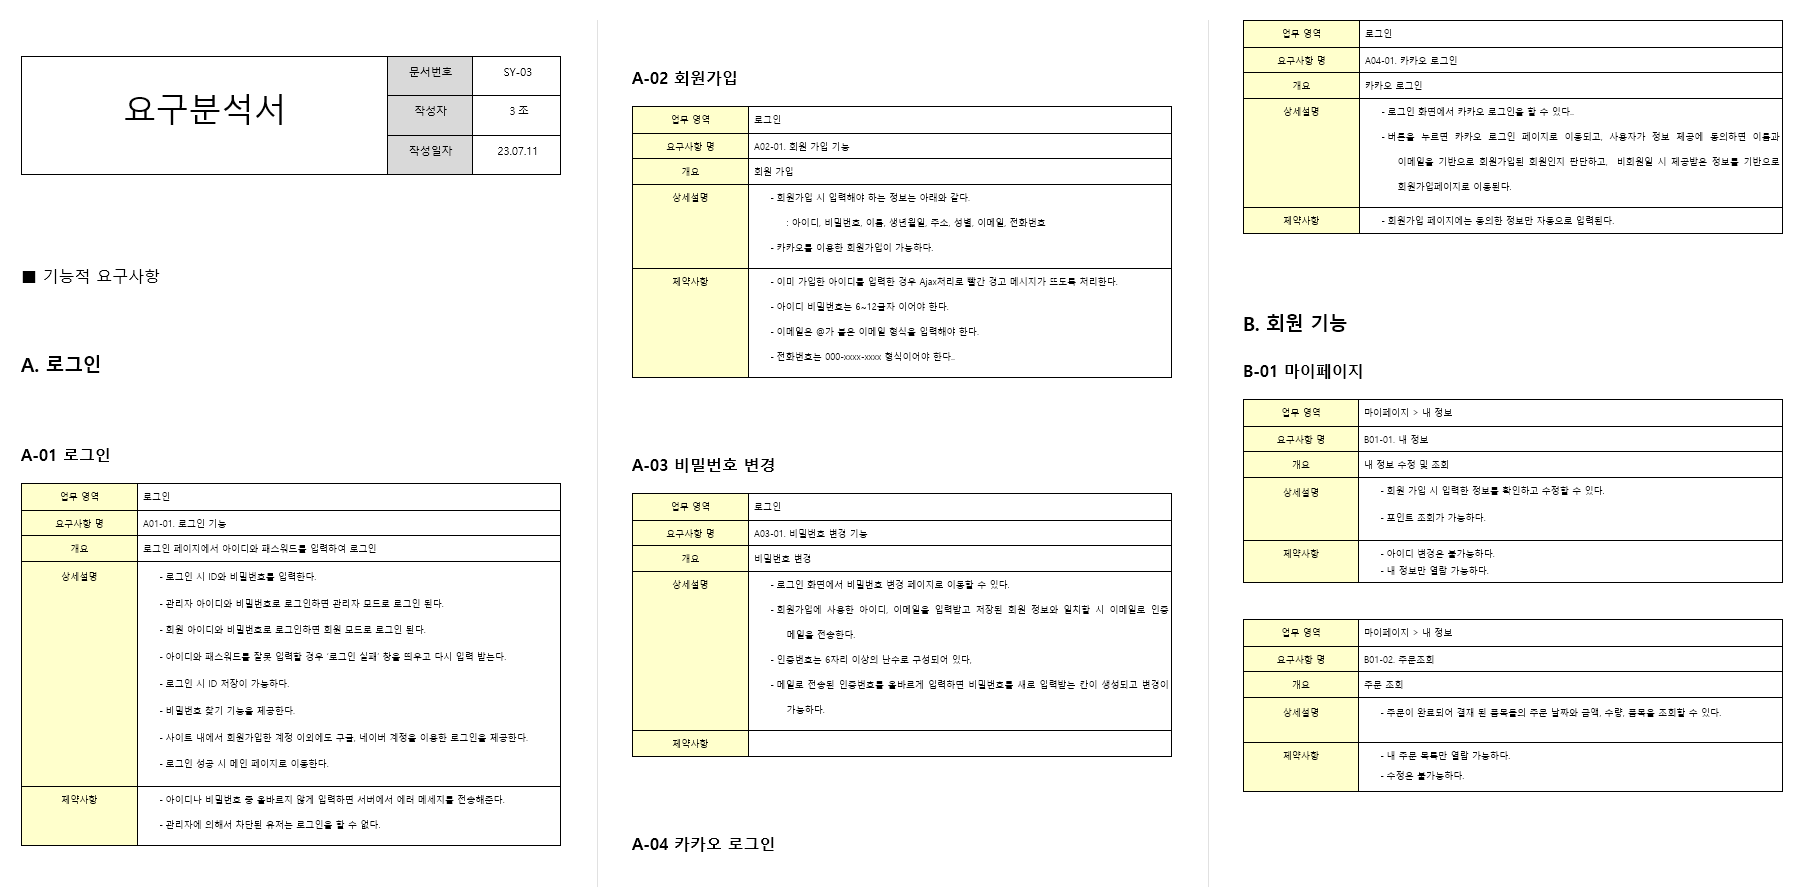 요구분석서
문서번호 SY-03
작성자 3 조
작성일자 23.07.11
■ 기능적 요구사항
A. 로그인
A-01 로그인
업무 영역 로그인
요구사항 명 A01-01. 로그인 기능
개요 로그인 페이지에서 아이디와 패스워드를 입력하여 로그인
상세설명 - 로그인 시 ID와 비밀번호를 입력한다.
- 관리자 아이디와 비밀번호로 로그인하면 관리자 모드로 로그인 된다.
- 회원 아이디와 비밀번호로 로그인하면 회원 모드로 로그인 된다.
- 아이디와 패스워드를 잘못 입력할 경우 '로그인 실패' 창을 띄우고 다시 입력 받는다.
- 로그인 시 ID 저장이 가능하다.
- 비밀번호 찾기 기능을 제공한다.
- 사이트 내에서 회원가입한 계정 이외에도 구글, 네이버 계정을 이용한 로그인을 제공한다.
- 로그인 성공 시 메인 페이지로 이동한다.
제약사항 - 아이디나 비밀번호 중 올바르지 않게 입력하면 서버에서 에러 메세지를 전송해준다.
- 관리자에 의해서 차단된 유저는 로그인을 할 수 없다.
A-02 회원가입
업무 영역 로그인
요구사항 명 A02-01. 회원 가입 기능
개요 회원 가입
상세설명 - 회원가입 시 입력해야 하는 정보는 아래와 같다.
: 아이디, 비밀번호, 이름, 생년월일, 주소, 성별, 이메일, 전화번호
- 카카오를 이용한 회원가입이 가능하다.
제약사항 - 이미 가입한 아이디를 입력한 경우 Ajax처리로 빨간 경고 메시지가 뜨도록 처리한다.
- 아이디 비밀번호는 6~12글자 이어야 한다.
- 이메일은 @가 붙은 이메일 형식을 입력해야 한다.
- 전화번호는 000-xxxx-xxxx 형식이어야 한다..
A-03 비밀번호 변경
업무 영역 로그인
요구사항 명 A03-01. 비밀번호 변경 기능
개요 비밀번호 변경
상세설명 - 로그인 화면에서 비밀번호 변경 페이지로 이동할 수 있다.
- 회원가입에 사용한 아이디, 이메일을 입력받고 저장된 회원 정보와 일치할 시 이메일로 인증
메일을 전송한다.
- 인증번호는 6자리 이상의 난수로 구성되어 있다.
- 메일로 전송된 인증번호를 올바르게 입력하면 비밀번호를 새로 입력받는 칸이 생성되고 변경이
가능하다.
제약사항
A-04 카카오 로그인
업무 영역 로그인
요구사항 명 A04-01. 카카오 로그인
개요 카카오 로그인
상세설명 - 로그인 화면에서 카카오 로그인을 할 수 있다..
- 버튼을 누르면 카카오 로그인 페이지로 이동되고, 사용자가 정보 제공에 동의하면 이름과
이메일을 기반으로 회원가입된 회원인지 판단하고, 비회원일 시 제공받은 정보를 기반으로
회원가입페이지로 이동된다.
제약사항 - 회원가입 페이지에는 동의한 정보만 자동으로 입력된다.
B. 회원 기능
B-01 마이페이지
업무 영역 마이페이지 > 내 정보
요구사항 명 B01-01. 내 정보
개요 내 정보 수정 및 조회
상세설명 - 회원 가입 시 입력한 정보를 확인하고 수정할 수 있다.
- 포인트 조회가 가능하다.
제약사항 - 아이디 변경은 불가능하다.
- 내 정보만 열람 가능하다.
업무 영역 마이페이지 > 내 정보
요구사항 명 B01-02. 주문조회
개요 주문 조회
상세설명 - 주문이 완료되어 결재 된 품목들의 주문 날짜와 금액, 수량, 품목을 조회할 수 있다.
제약사항 - 내 주문 목록만 열람 가능하다.
- 수정은 불가능하다.